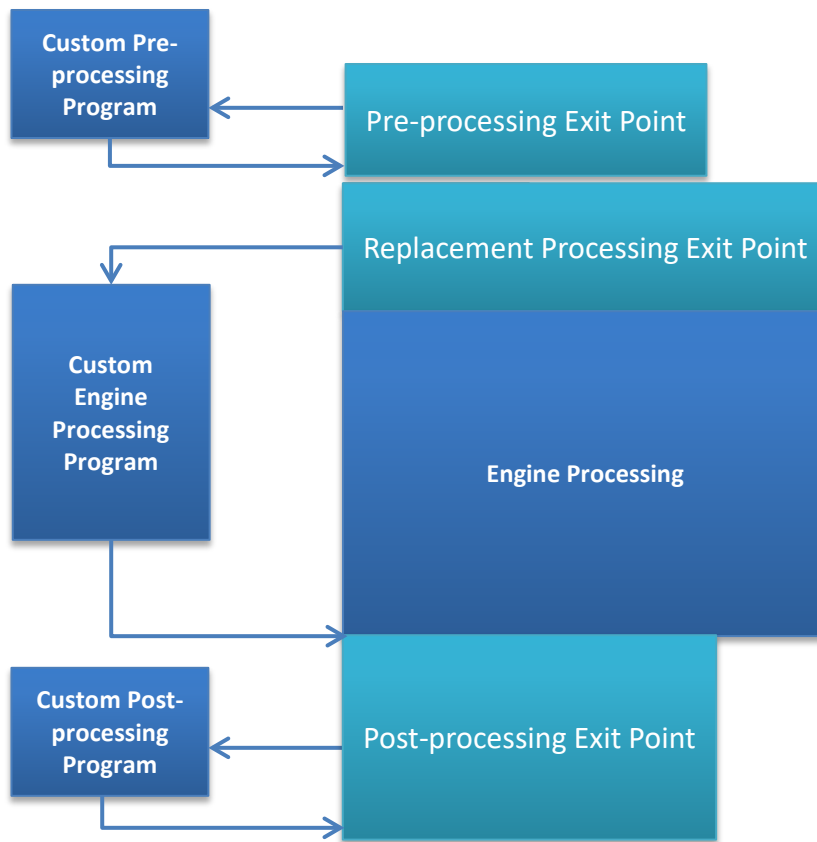 Custom Pre-
processing
Program
Pre-processing Exit Point
Replacement Processing Exit Point
Custom
Engine
Processing
Program
Engine Processing
Custom Post-
processing
Program
Post-processing Exit Point